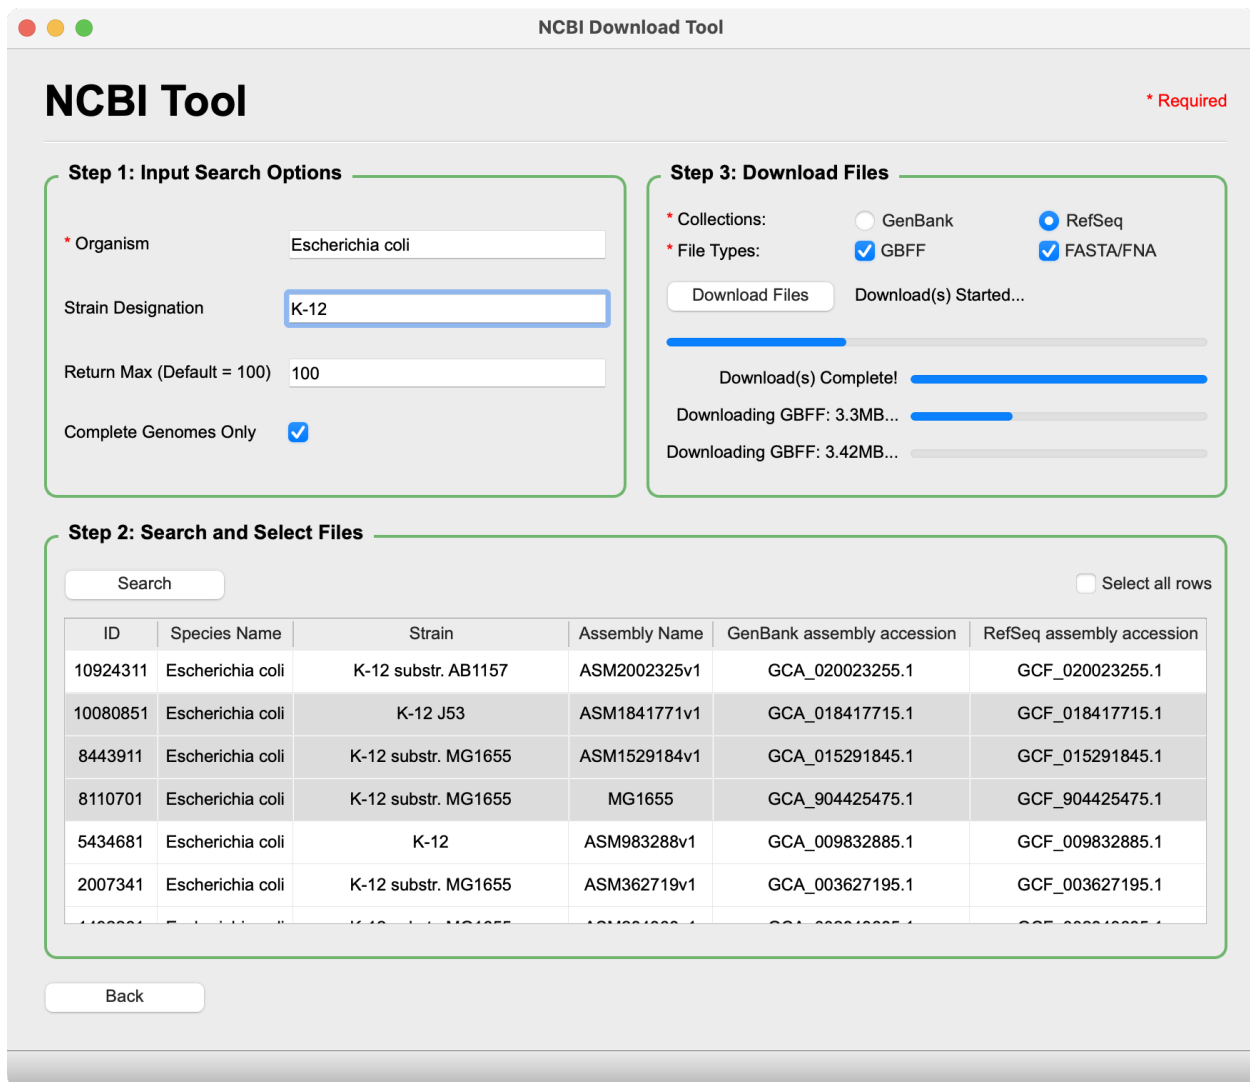 NCBI Download Tool
NCBI Tool
* Required
Step 1: Input Search Options
* Organism
Escherichia coli
Strain Designation
K-12
Return Max (Default = 100)
100
Complete Genomes Only
Step 3: Download Files
* Collections:
GenBank
RefSeq
* File Types:
GBFF
FASTA/FNA
Download Files
Download(s) Started...
Download(s) Complete!
Downloading GBFF: 3.3MB...
Downloading GBFF: 3.42MB...
Step 2: Search and Select Files
Search
Select all rows
ID Species Name Strain Assembly Name GenBank assembly accession RefSeq assembly accession
10924311 Escherichia coli K-12 substr. AB1157 ASM2002325v1 GCA_020023255.1 GCF_020023255.1
10080851 Escherichia coli K-12 J53 ASM1841771v1 GCA_018417715.1 GCF_018417715.1
8443911 Escherichia coli K-12 substr. MG1655 ASM1529184v1 GCA_015291845.1 GCF_015291845.1
8110701 Escherichia coli K-12 substr. MG1655 MG1655 GCA_904425475.1 GCF_904425475.1
5434681 Escherichia coli K-12 ASM983288v1 GCA_009832885.1 GCF_009832885.1
2007341 Escherichia coli K-12 substr. MG1655 ASM362719v1 GCA_003627195.1 GCF_003627195.1
Escherichia coli K-12 substr. MG1655
Back